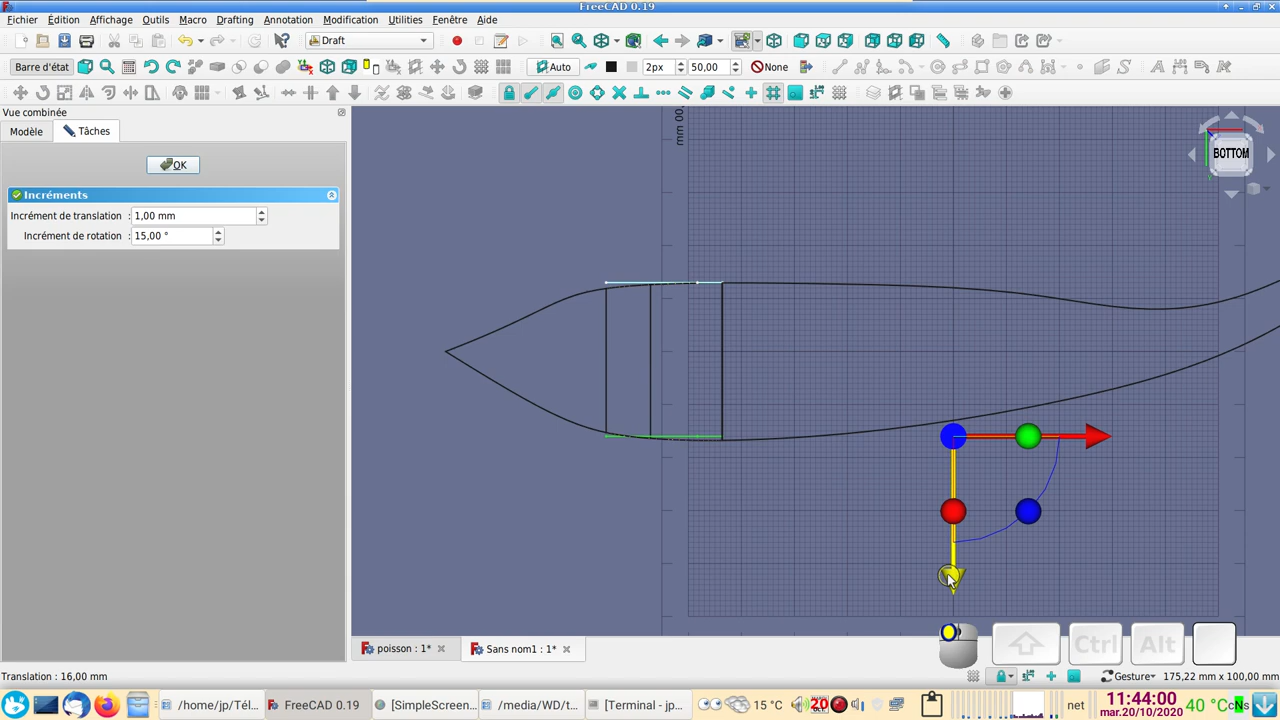 FreeCAD 0.19
Fichier Édition Affichage Outils Macro Drafting Annotation Modification Utilities Fenêtre Aide
Draft
Barre d'état Auto 2px 50,00 None
Vue combinée
Modèle Tâches
OK
Incréments
Incrément de translation : 1,00 mm
Incrément de rotation : 15,00 °
mm 00,
BOTTOM
poisson : 1* Sans nom1 : 1*
Ctrl Alt
Translation : 16,00 mm
Gesture 175,22 mm x 100,00 mm
/home/jp/Tél... FreeCAD 0.19 [SimpleScreen... /media/WD/t... [Terminal - jp... 15 °C 20 net 11:44:00 mar.20/10/2020 40 °C